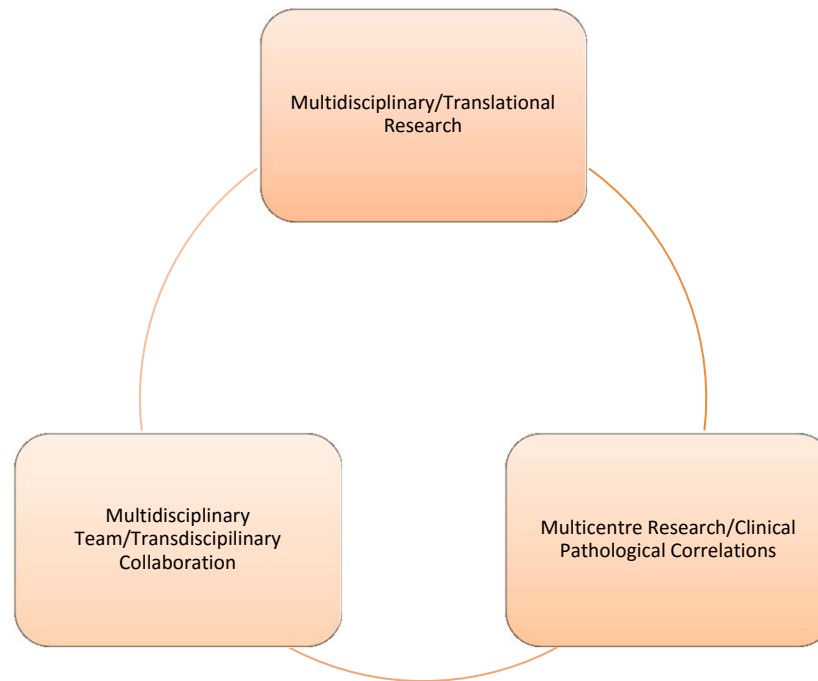 Multidisciplinary/Translational
Research
Multidisciplinary
Team/Transdiscipilinary
Collaboration
Multicentre Research/Clinical
Pathological Correlations